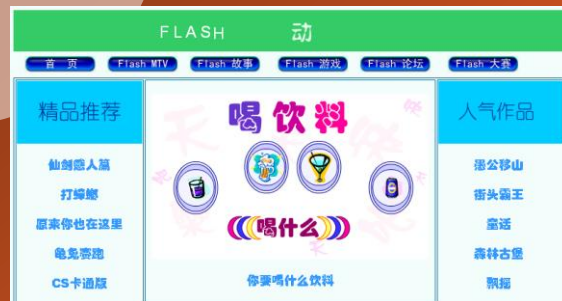 FLASH 动
首 页 Flash MTV Flash 故事 Flash 游戏 Flash 论坛 Flash 大赛
精品推荐
仙剑愁人篇
打蟑螂
原来你也在这里
龟兔赛跑
CS卡通版
喝饮料
喝什么
你要喝什么饮料
人气作品
愚公移山
街头霸王
童话
森林古堡
飘摇